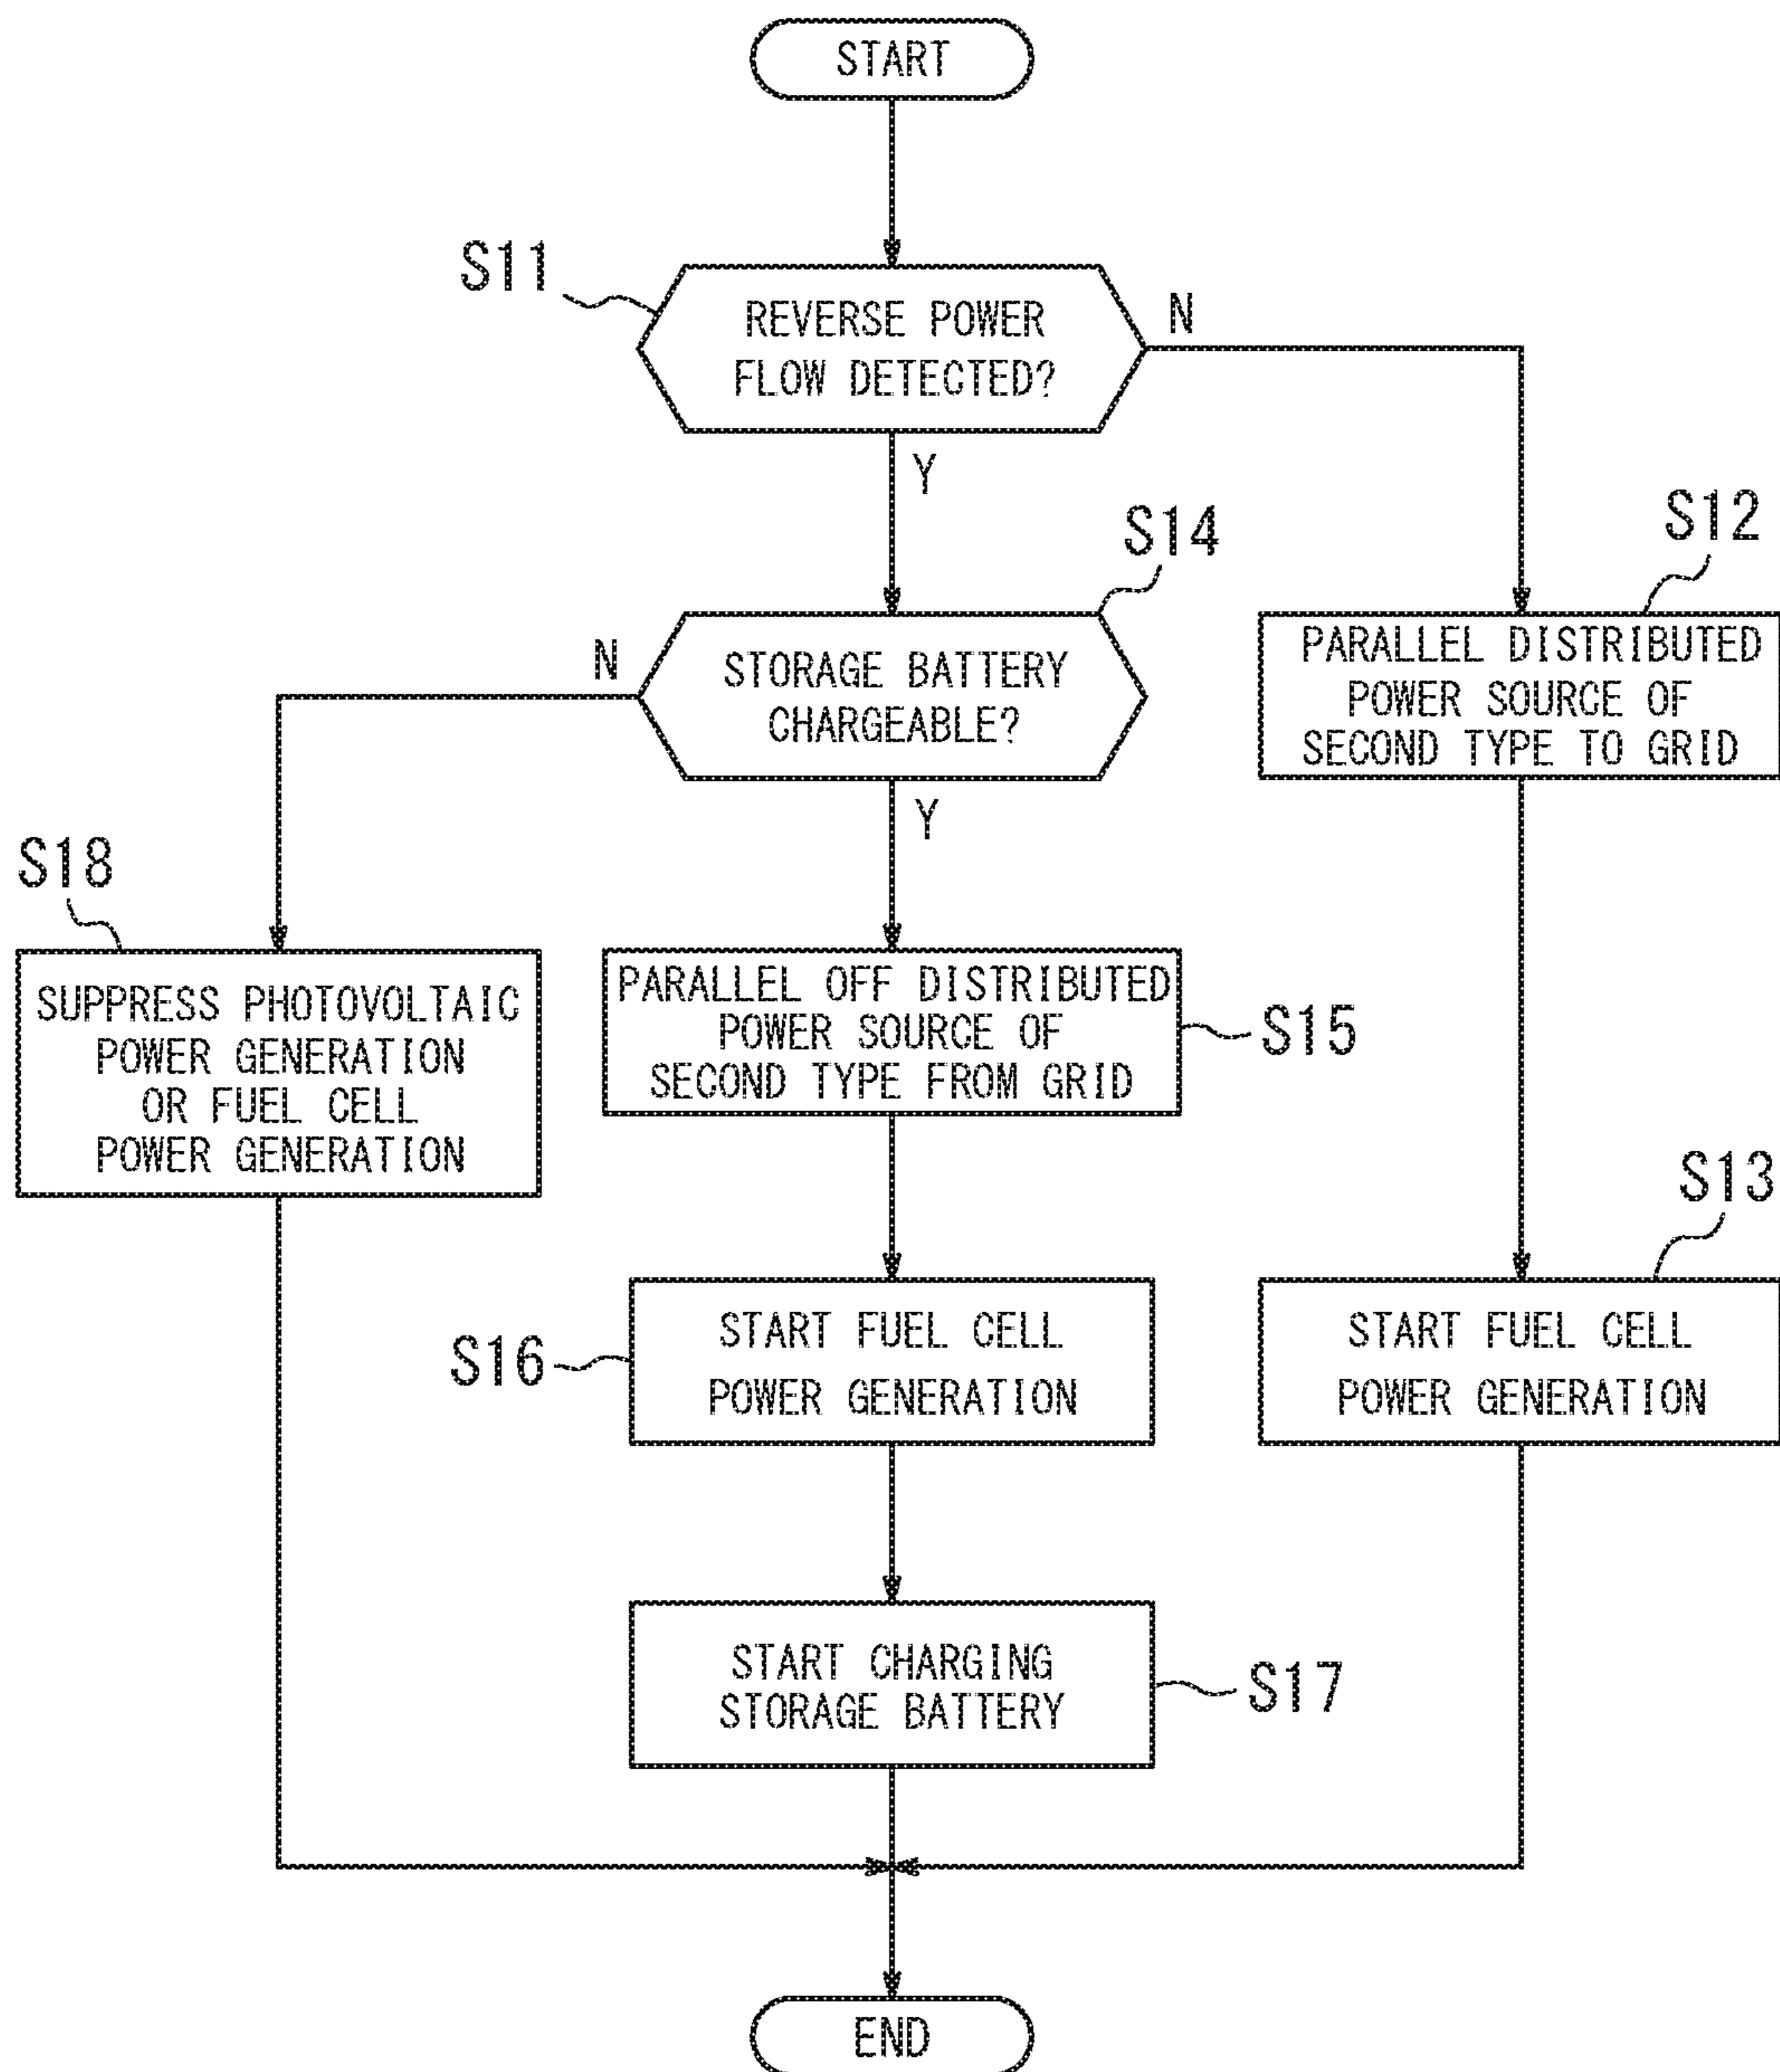 START
S11
REVERSE POWER
FLOW DETECTED?
N
Y
S14
S12
STORAGE BATTERY
CHARGEABLE?
N
Y
PARALLEL DISTRIBUTED
POWER SOURCE OF
SECOND TYPE TO GRID
S18
SUPPRESS PHOTOVOLTAIC
POWER GENERATION
OR FUEL CELL
POWER GENERATION
PARALLEL OFF DISTRIBUTED
POWER SOURCE OF
SECOND TYPE FROM GRID
S15
S13
S16
START FUEL CELL
POWER GENERATION
START FUEL CELL
POWER GENERATION
START CHARGING
STORAGE BATTERY
S17
END